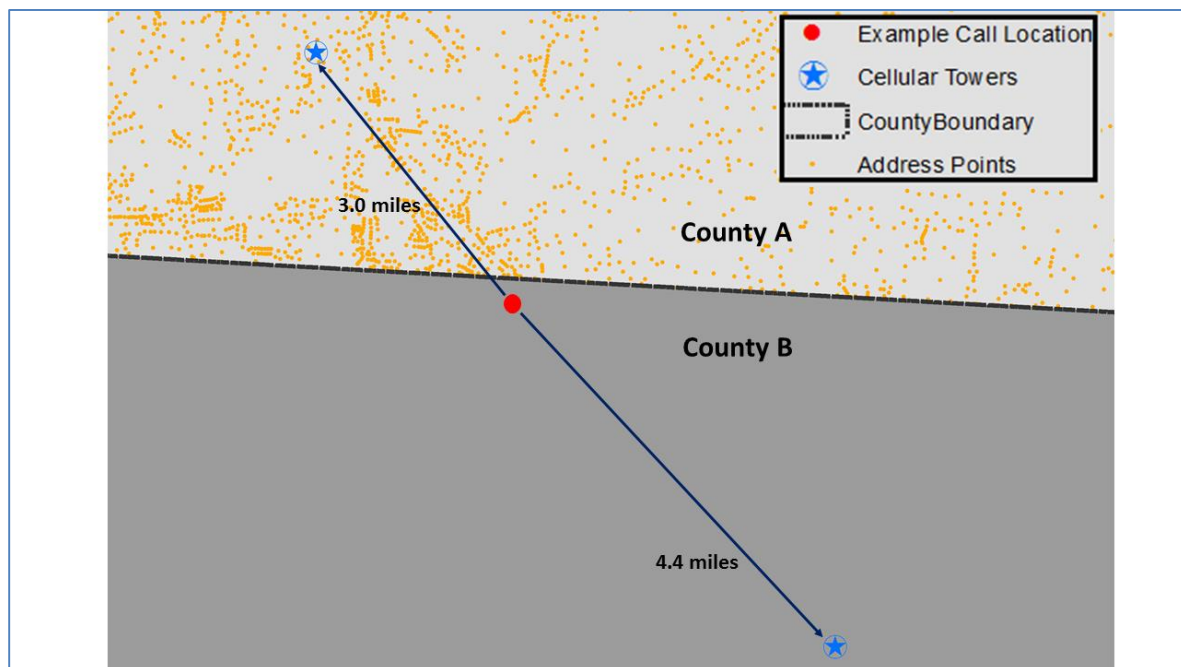 Example Call Location
Cellular Towers
CountyBoundary
Address Points
3.0 miles
County A
County B
4.4 miles